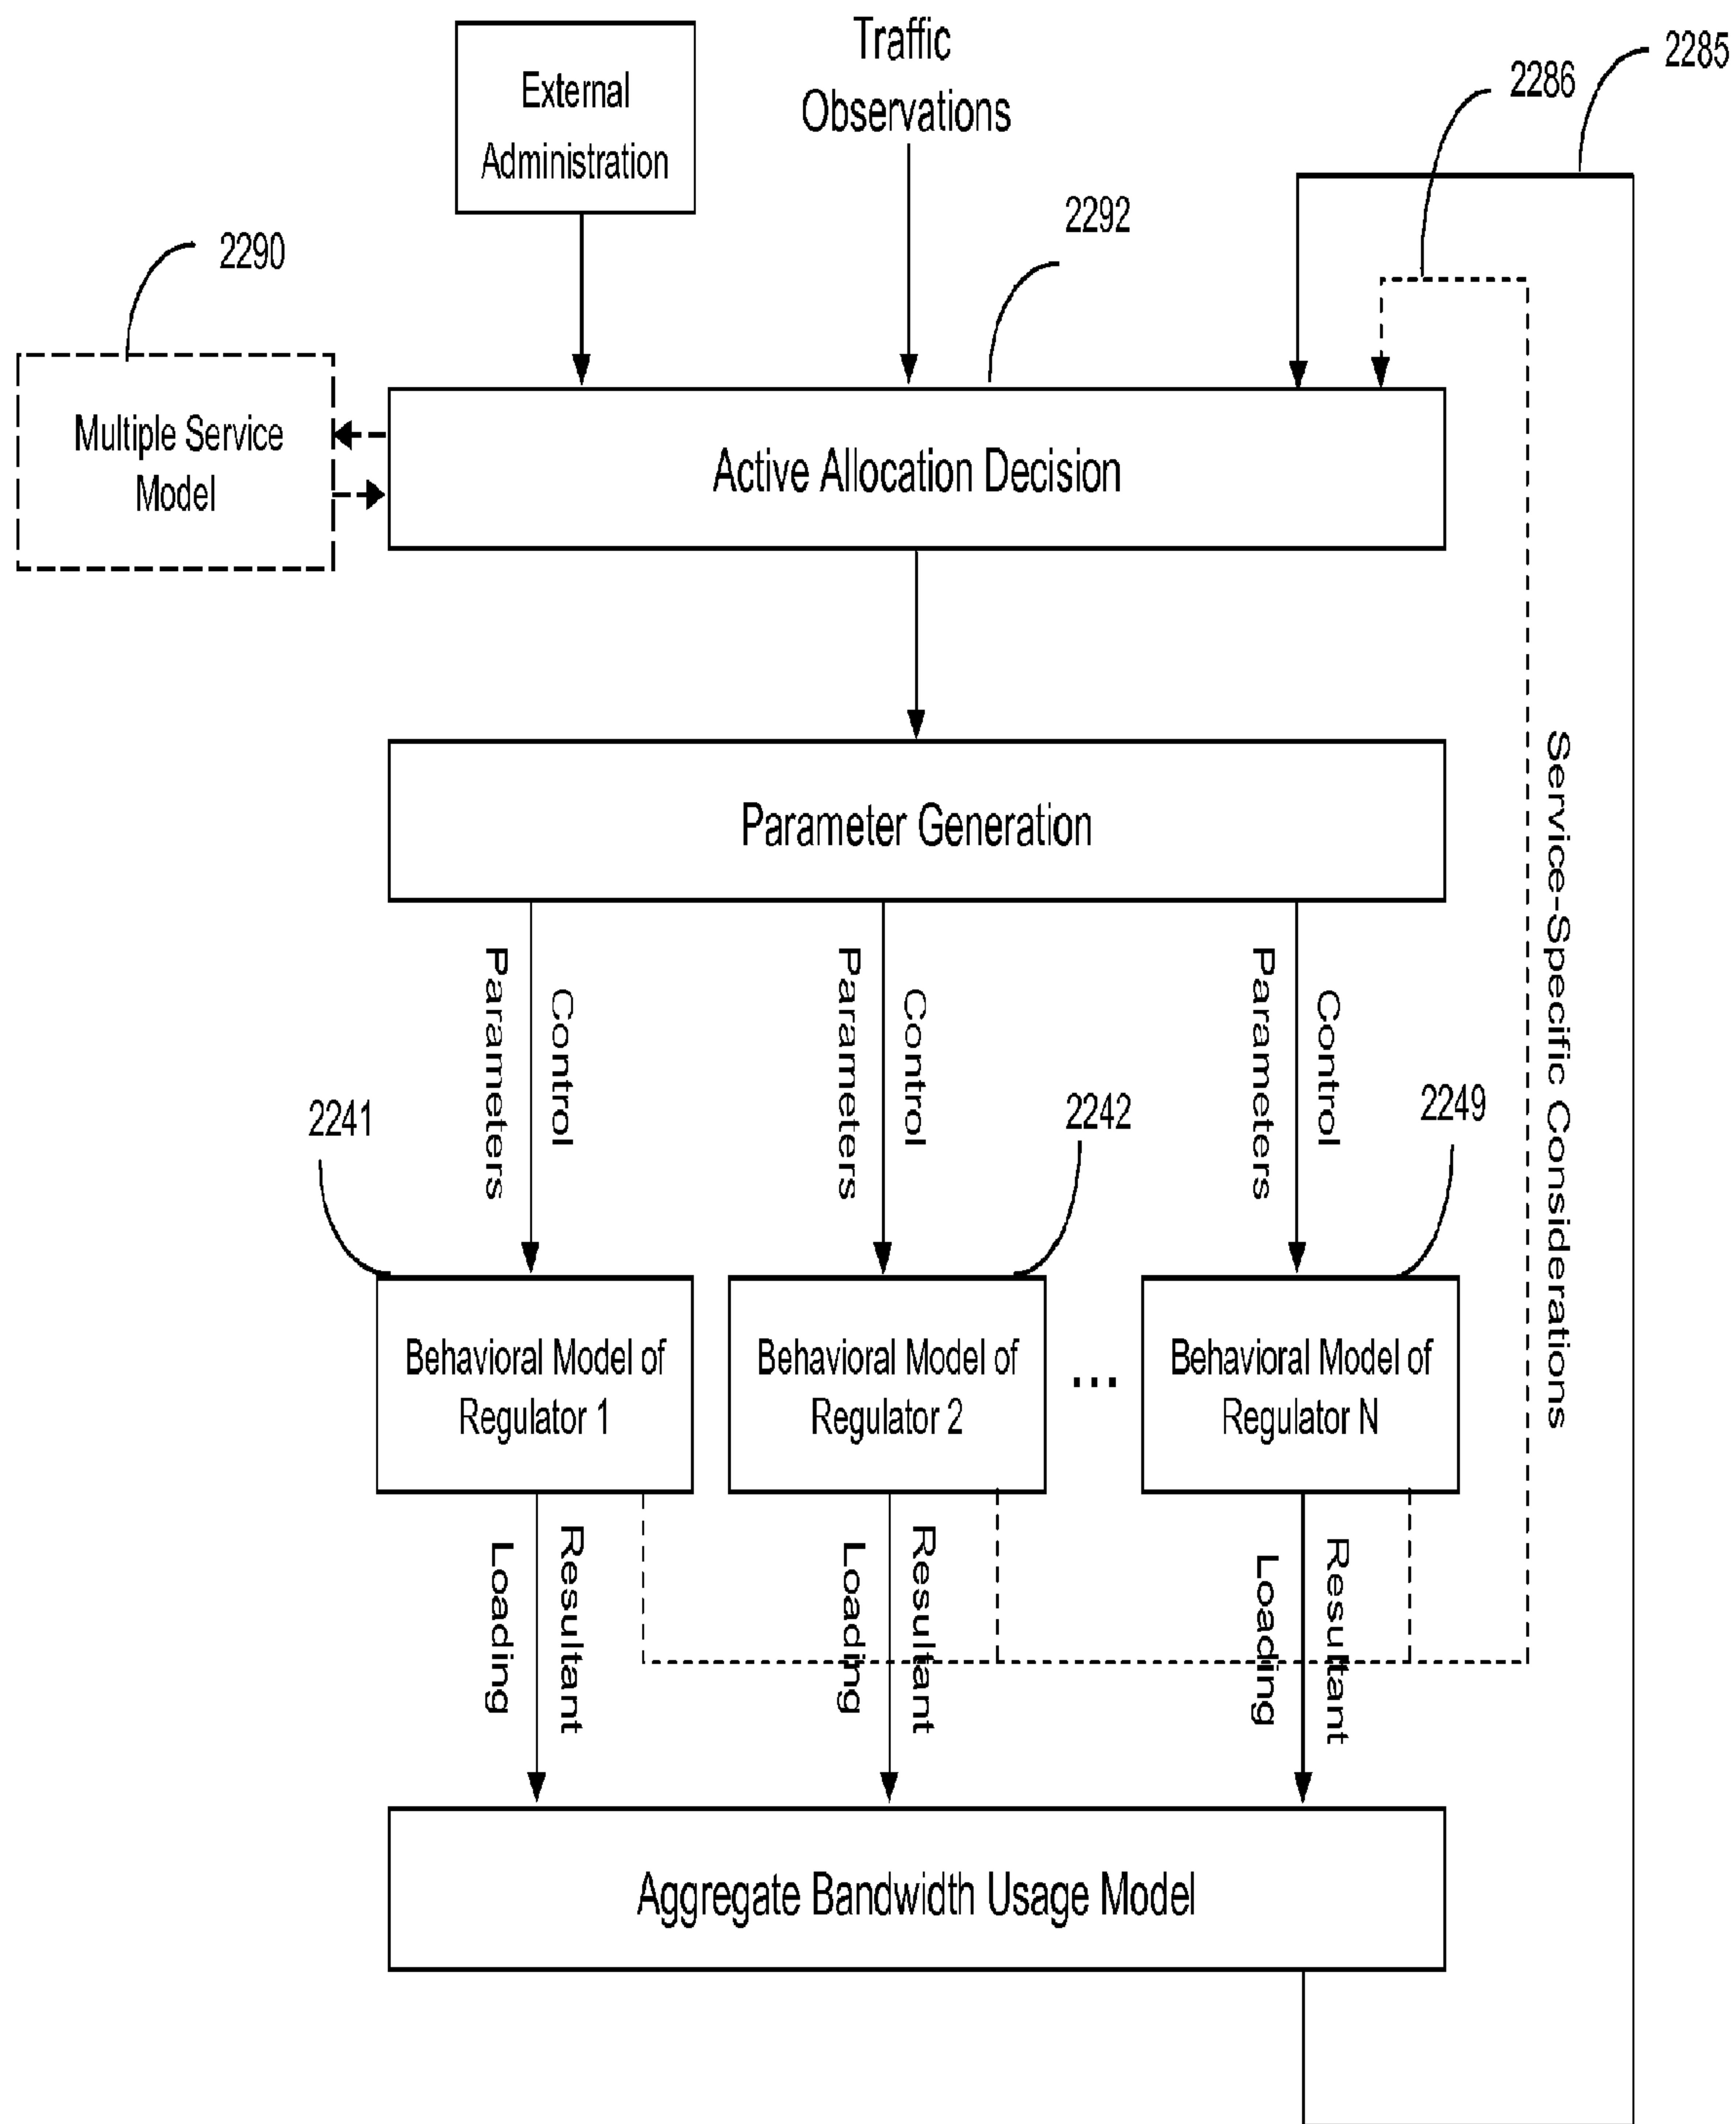 External
Administration
Traffic
Observations
2285
2286
2292
2290
Multiple Service
Model
Active Allocation Decision
Parameter Generation
Control
Parameters
Control
Parameters
Control
Parameters
Service-Specific Considerations
2241
2242
2249
Behavioral Model of
Regulator 1
Behavioral Model of
Regulator 2
...
Behavioral Model of
Regulator N
Resultant
Loading
Resultant
Loading
Resultant
Loading
Aggregate Bandwidth Usage Model